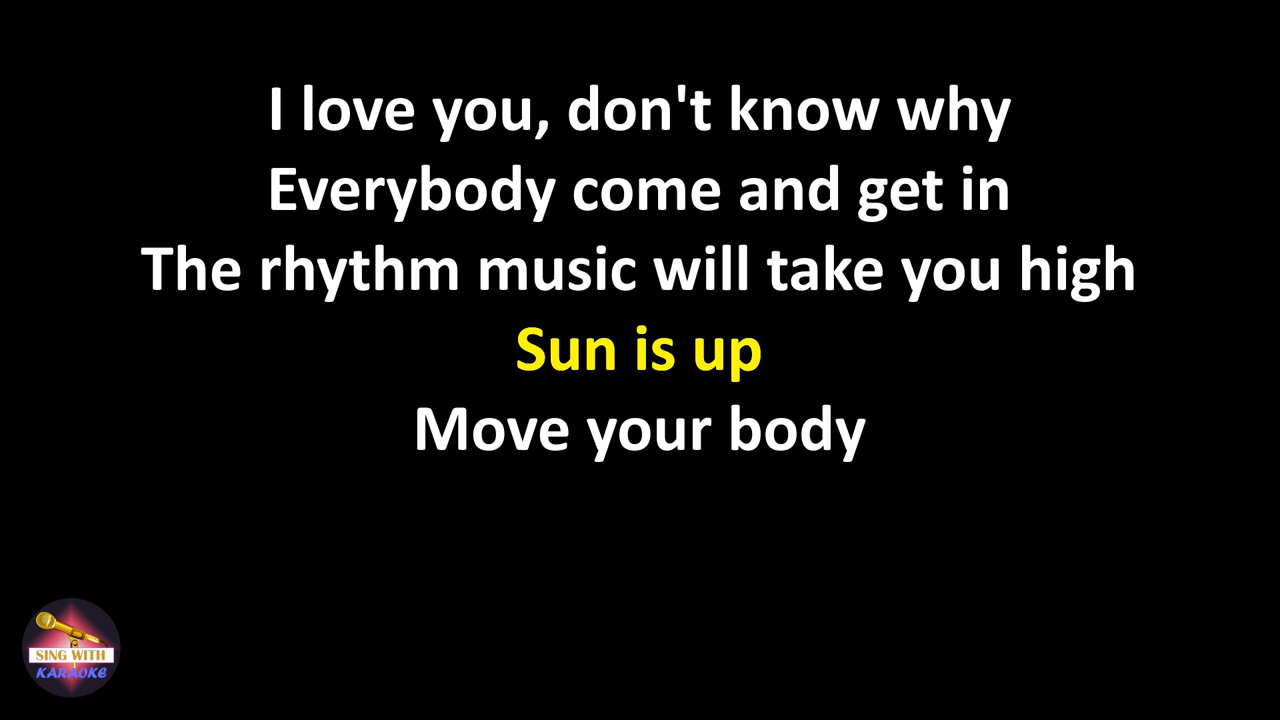 I love you, don't know why
Everybody come and get in
The rhythm music will take you high
Sun is up
Move your body
SING WITH
KARAOKE